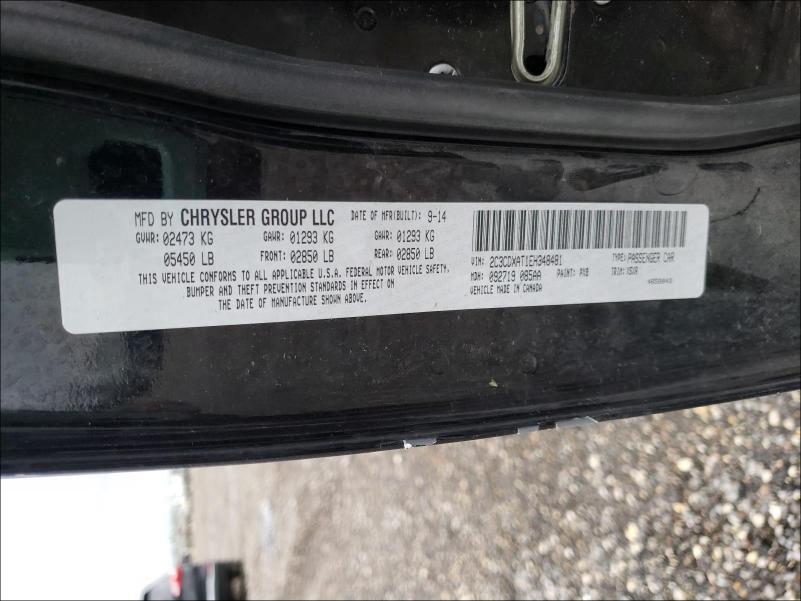 MFD BY CHRYSLER GROUP LLC DATE OF MFR(BUILT): 9-14
GVWR: 02473 KG GAWR: 01293 KG GAWR: 01293 KG
05450 LB FRONT: 02850 LB REAR: 02850 LB
THIS VEHICLE CONFORMS TO ALL APPLICABLE U.S.A. FEDERAL MOTOR VEHICLE SAFETY,
BUMPER AND THEFT PREVENTION STANDARDS IN EFFECT ON
THE DATE OF MANUFACTURE SHOWN ABOVE.
VIN: 2C3CDXAT1EH348481 TYPE: PASSENGER CAR
MDH: 092719 085AA PAINT: PX8 TRIM: X5VR
VEHICLE MADE IN CANADA